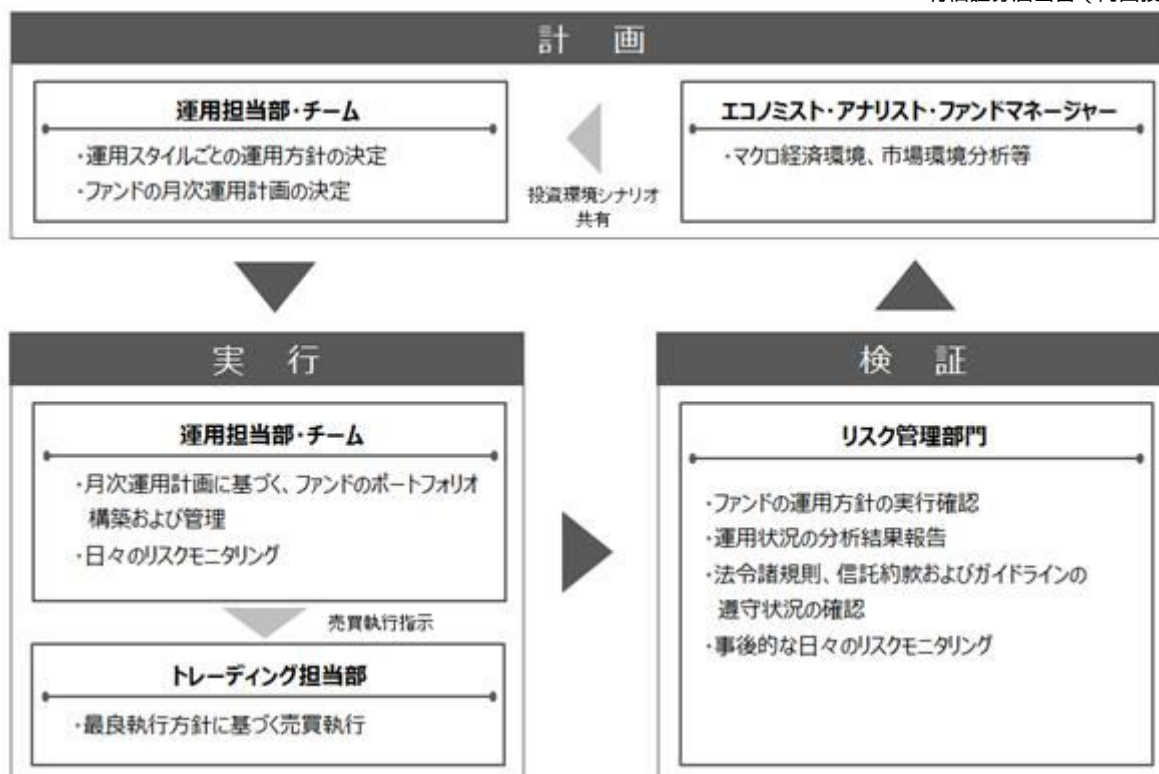 計 画
運用担当部・チーム
・運用スタイルごとの運用方針の決定
・ファンドの月次運用計画の決定
投資環境シナリオ
共有
エコノミスト・アナリスト・ファンドマネージャー
・マクロ経済環境、市場環境分析等
実 行
運用担当部・チーム
・月次運用計画に基づく、ファンドのポートフォリオ
構築および管理
・日々のリスクモニタリング
売買執行指示
トレーディング担当部
・最良執行方針に基づく売買執行
検 証
リスク管理部門
・ファンドの運用方針の実行確認
・運用状況の分析結果報告
・法令諸規則、信託約款およびガイドラインの
遵守状況の確認
・事後的な日々のリスクモニタリング